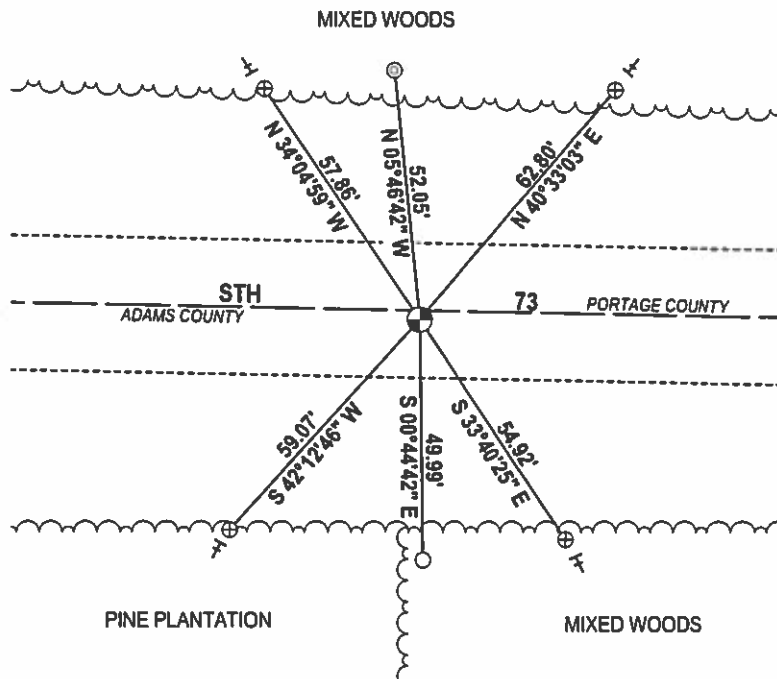 MIXED WOODS
57.86'
N 34°04'59" W
52.05'
N 05°46'42" W
62.80'
N 40°33'03" E
STH
73
ADAMS COUNTY
PORTAGE COUNTY
59.07'
S 42°12'46" W
49.99'
S 00°44'42" E
54.92'
S 33°40'25" E
PINE PLANTATION
MIXED WOODS